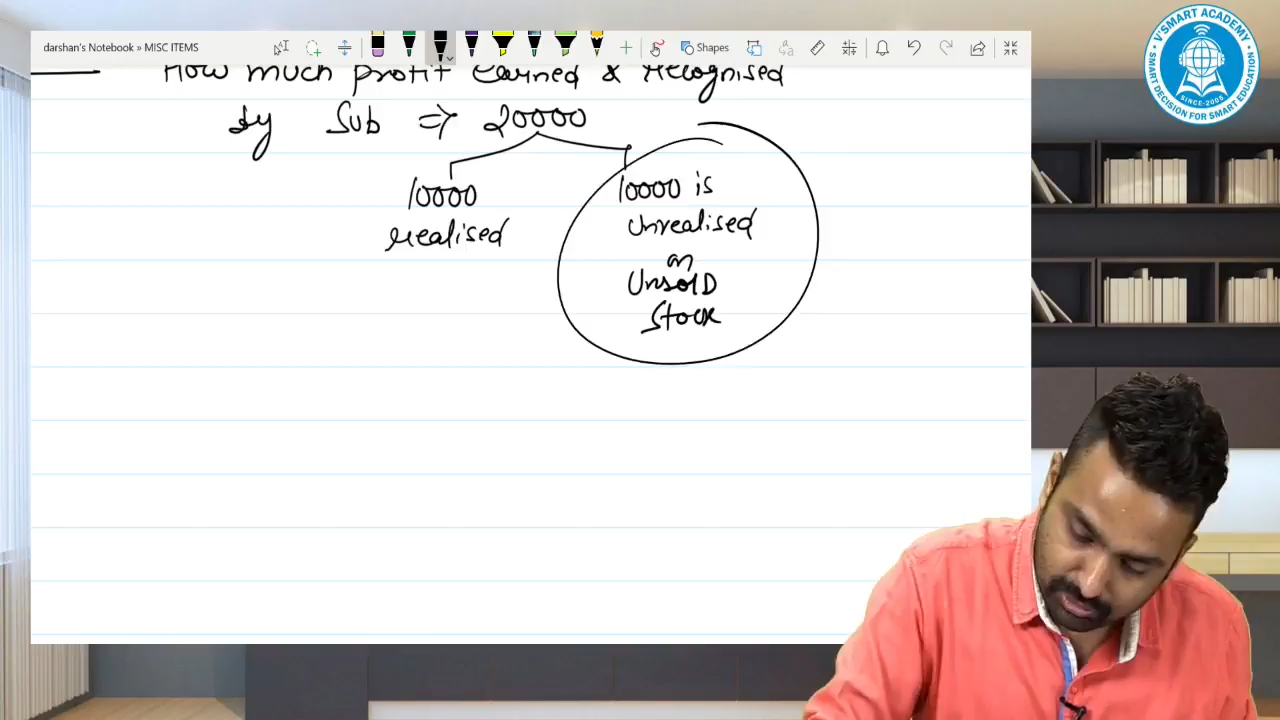 darshan's Notebook » MISC ITEMS
Shapes
How much profit earned & recognised
by Sub => 20000
10000
realised
10000 is
unrealised
on
Unsold
Stock
V'SMART ACADEMY
SINCE-2005
SMART DECISION FOR SMART EDUCATION